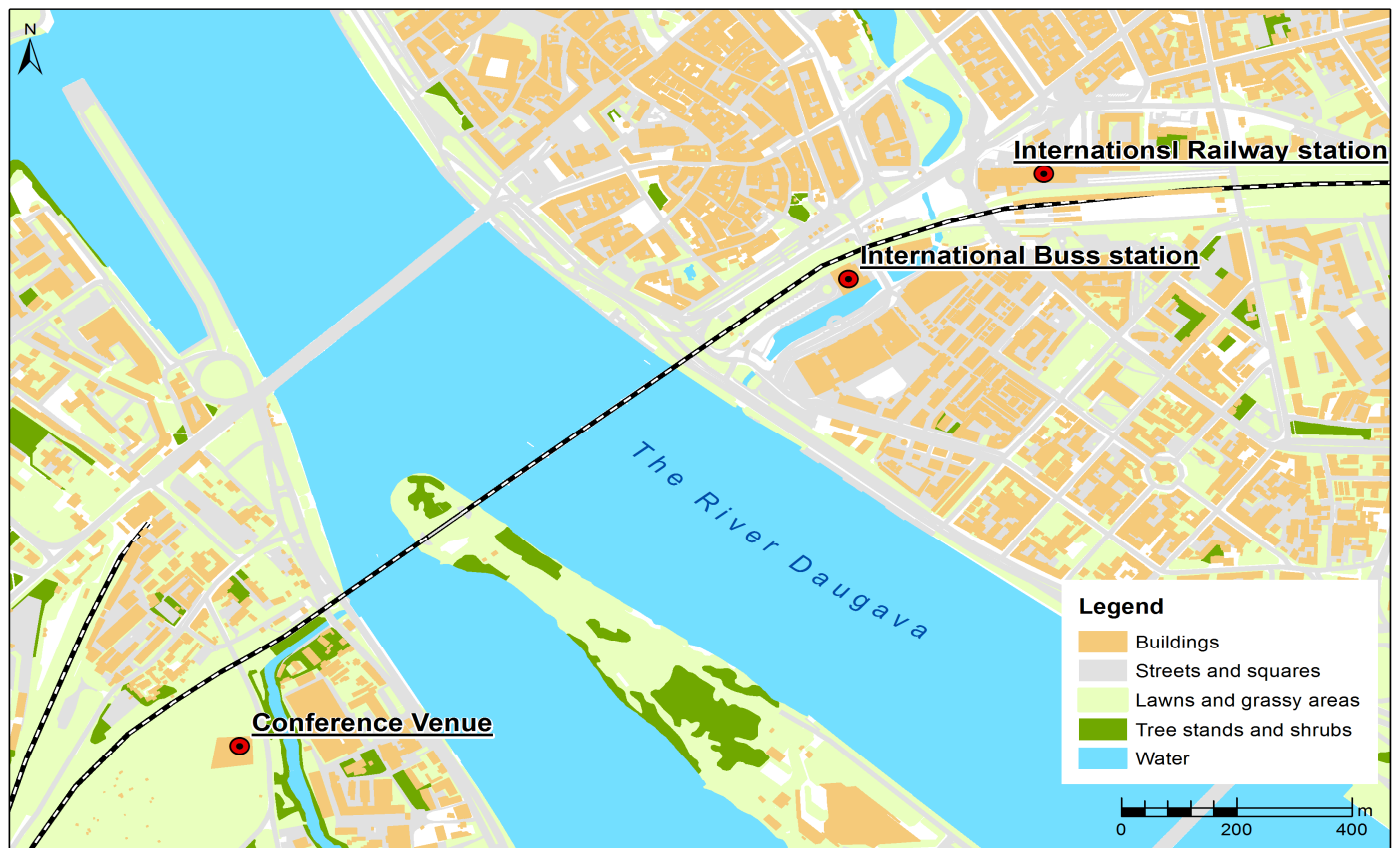 N
Internationsl Railway station
International Buss station
The River Daugava
Conference Venue
Legend
Buildings
Streets and squares
Lawns and grassy areas
Tree stands and shrubs
Water
m
0 200 400